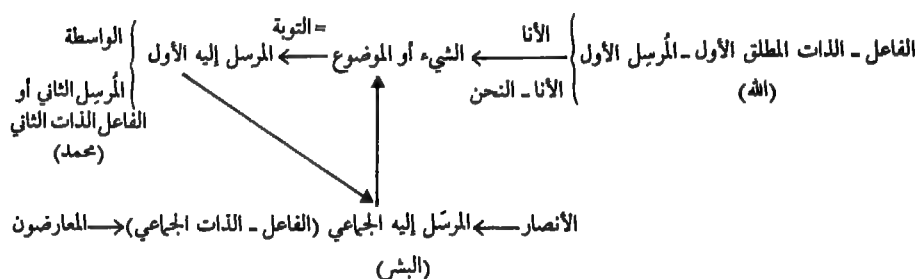 الفاعل - الذات المطلق الأول - المُرسِل الأول
(الله)
الأنا
الأنا - النحن
الشيء أو الموضوع
= التوبة
المرسل إليه الأول
الواسطة
المُرسِل الثاني أو
الفاعل الذات الثاني
(محمد)
الأنصار
المرسَل إليه الجماعي (الفاعل - الذات الجماعي)
المعارضون
(البشر)